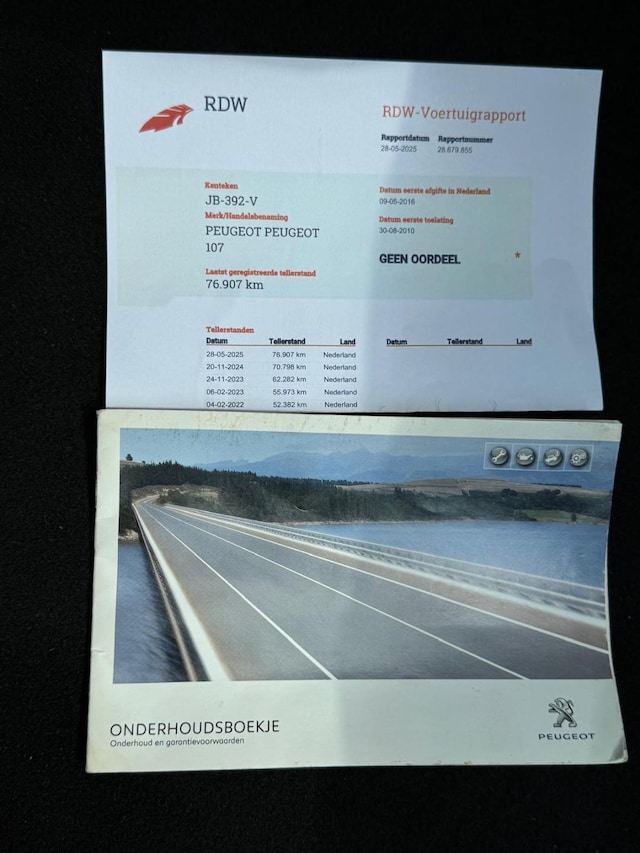 RDW
RDW-Voertuigrapport
Rapportdatum Rapportnummer
28-05-2025 28.679.855
Kenteken
JB-392-V
Merk/Handelsbenaming
PEUGEOT PEUGEOT
107
Laatst geregistreerde tellerstand
76.907 km
Datum eerste afgifte in Nederland
09-05-2016
Datum eerste toelating
30-08-2010
GEEN OORDEEL *
Tellerstanden
Datum Tellerstand Land Datum Tellerstand Land
28-05-2025 76.907 km Nederland
20-11-2024 70.798 km Nederland
24-11-2023 62.282 km Nederland
06-02-2023 55.973 km Nederland
04-02-2022 52.382 km Nederland
ONDERHOUDSBOEKJE
Onderhoud en garantievoorwaarden
PEUGEOT